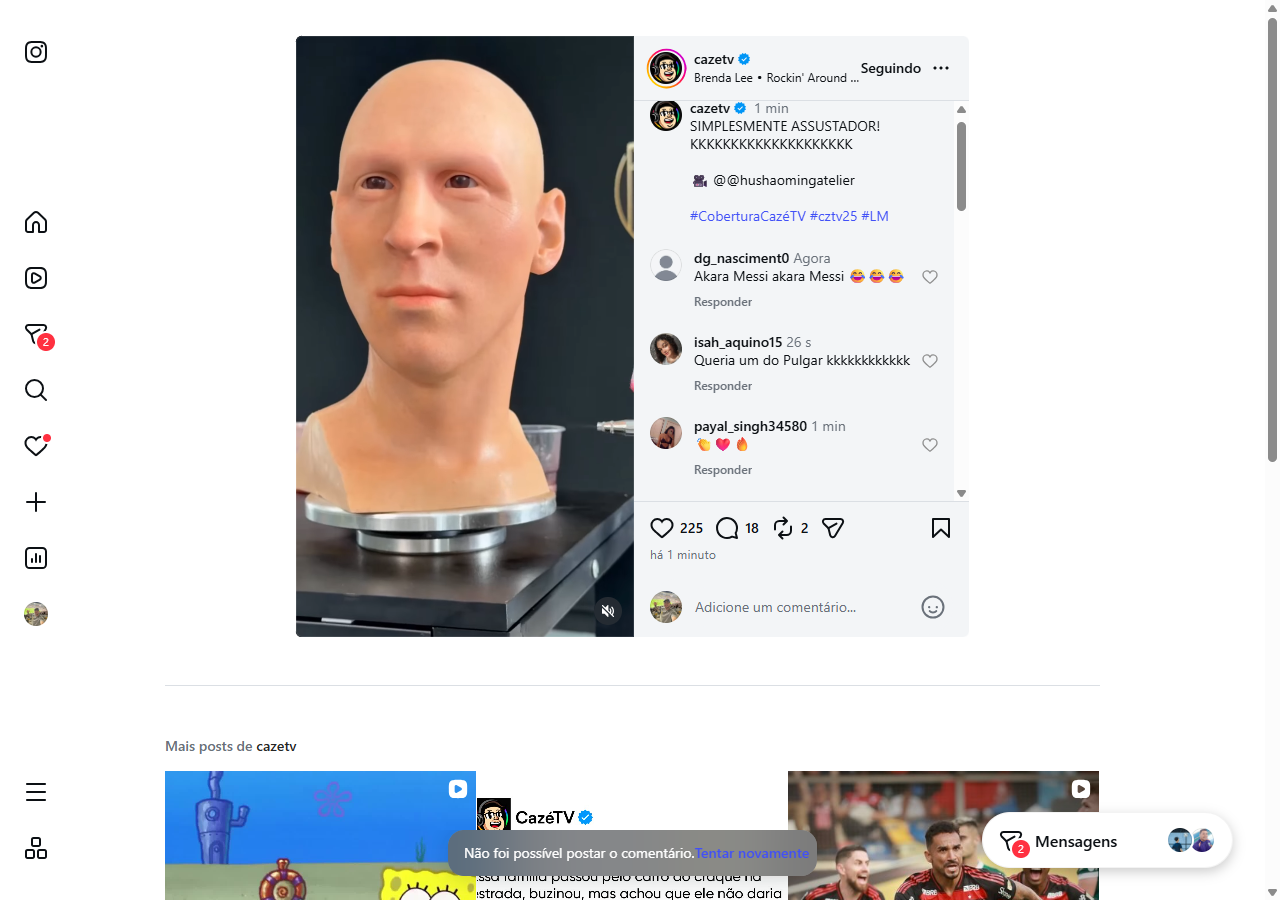 cazetv
Brenda Lee • Rockin' Around ...
Seguindo
cazetv 1 min
SIMPLESMENTE ASSUSTADOR!
KKKKKKKKKKKKKKKKKKKK
@@hushaomingatelier
#CoberturaCazéTV #cztv25 #LM
dg_nasciment0 Agora
Akara Messi akara Messi 😂😂😂
Responder
isah_aquino15 26 s
Queria um do Pulgar kkkkkkkkkkkk
Responder
payal_singh34580 1 min
Responder
225
18
2
há 1 minuto
Adicione um comentário...
2
Mais posts de cazetv
CazéTV
Não foi possível postar o comentário. Tentar novamente
essa família passou pelo carro do craque na
estrada, buzinou, mas achou que ele não daria
2
Mensagens